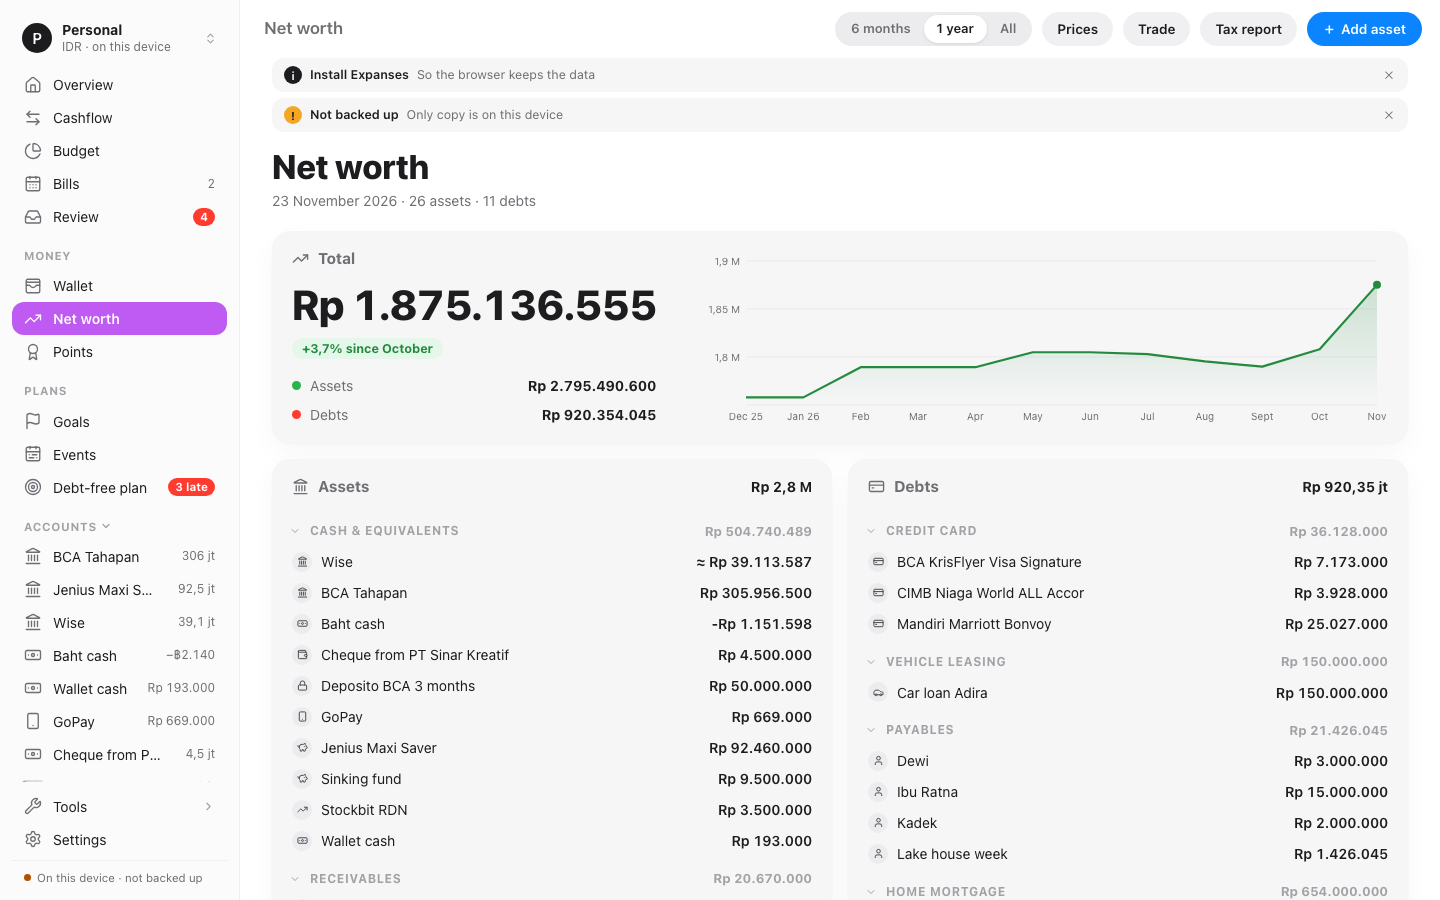 P
Personal
IDR · on this device
Overview
Cashflow
Budget
Bills 2
Review 4
MONEY
Wallet
Net worth
Points
PLANS
Goals
Events
Debt-free plan 3 late
ACCOUNTS
BCA Tahapan 306 jt
Jenius Maxi S... 92,5 jt
Wise 39,1 jt
Baht cash −฿2.140
Wallet cash Rp 193.000
GoPay Rp 669.000
Cheque from P... 4,5 jt
Tools
Settings
On this device · not backed up
Net worth
6 months 1 year All Prices Trade Tax report + Add asset
Install Expanses So the browser keeps the data
Not backed up Only copy is on this device
Net worth
23 November 2026 · 26 assets · 11 debts
Total
Rp 1.875.136.555
+3,7% since October
Assets Rp 2.795.490.600
Debts Rp 920.354.045
1,9 M
1,85 M
1,8 M
Dec 25 Jan 26 Feb Mar Apr May Jun Jul Aug Sept Oct Nov
Assets Rp 2,8 M
CASH & EQUIVALENTS Rp 504.740.489
Wise ≈ Rp 39.113.587
BCA Tahapan Rp 305.956.500
Baht cash -Rp 1.151.598
Cheque from PT Sinar Kreatif Rp 4.500.000
Deposito BCA 3 months Rp 50.000.000
GoPay Rp 669.000
Jenius Maxi Saver Rp 92.460.000
Sinking fund Rp 9.500.000
Stockbit RDN Rp 3.500.000
Wallet cash Rp 193.000
RECEIVABLES Rp 20.670.000
Debts Rp 920,35 jt
CREDIT CARD Rp 36.128.000
BCA KrisFlyer Visa Signature Rp 7.173.000
CIMB Niaga World ALL Accor Rp 3.928.000
Mandiri Marriott Bonvoy Rp 25.027.000
VEHICLE LEASING Rp 150.000.000
Car loan Adira Rp 150.000.000
PAYABLES Rp 21.426.045
Dewi Rp 3.000.000
Ibu Ratna Rp 15.000.000
Kadek Rp 2.000.000
Lake house week Rp 1.426.045
HOME MORTGAGE Rp 654.000.000